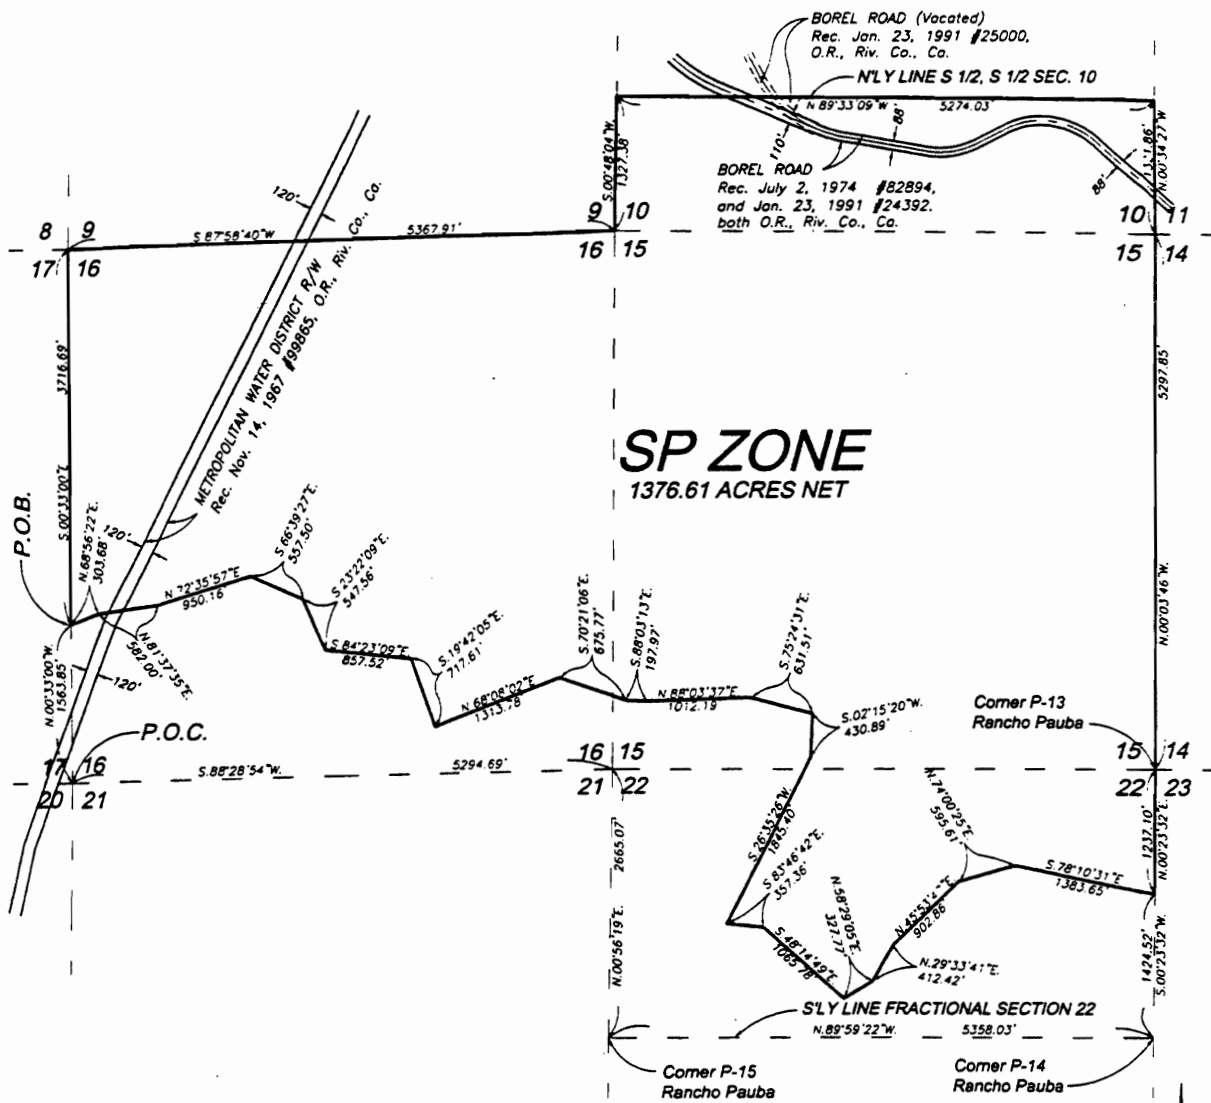 BOREL ROAD (Vacated)
Rec. Jan. 23, 1991 #25000,
O.R., Riv. Co., Ca.
N'LY LINE S 1/2, S 1/2 SEC. 10
N 89°33'09"W 5274.03'
88'
110'
S.00°48'04"W.
1327.38'
N.00°34'27"W
88'
BOREL ROAD
Rec. July 2, 1974 #82894,
and Jan. 23, 1991 #24392.
both O.R., Riv. Co., Ca.
120'
8 9
17 16
S 87°58'40"W 5367.91'
9 10
16 15
10 11
15 14
METROPOLITAN WATER DISTRICT R/W
Rec. Nov. 14, 1967 #99865, O.R., Riv. Co., Ca.
3716.69'
S.00°33'00"E
5297.85'
N.00°03'46"W
SP ZONE
1376.61 ACRES NET
P.O.B.
120'
N.68°56'22"E.
303.68'
N 72°35'57"E
950.16'
S 66°39'27"E.
557.50'
S 23°22'09"E.
547.56'
N.81°37'35"E.
582.00'
S 84°23'09"E.
857.52'
S.19°42'05"E.
717.61'
N 68°08'02"E
1313.78
S.70°21'06"E.
675.77'
S.88°03'13"E.
197.97'
N 88°03'37"E
1012.19
S.75°24'31"E.
631.51'
S.02°15'20"W.
430.89'
N.00°33'00"W.
1563.85'
120'
P.O.C.
Corner P-13
Rancho Pauba
17 16
20 21
S.88°28'54"W. 5294.69'
16 15
21 22
15 14
22 23
S 26°35'26"W.
1845.40'
S 83°46'42"E.
357.36'
S 48°14'49"E
1065.78'
N.58°29'05"E.
327.77'
N.29°33'41"E.
412.42'
902.86
N.74°00'25"E.
595.61'
S.78°10'31"E
1383.65'
1237.10'
N.00°23'32"E.
2665.07'
N.00°56'19"E.
1424.52'
S.00°23'32"W.
S'LY LINE FRACTIONAL SECTION 22
N.89°59'22"W. 5358.03'
Corner P-15
Rancho Pauba
Corner P-14
Rancho Pauba